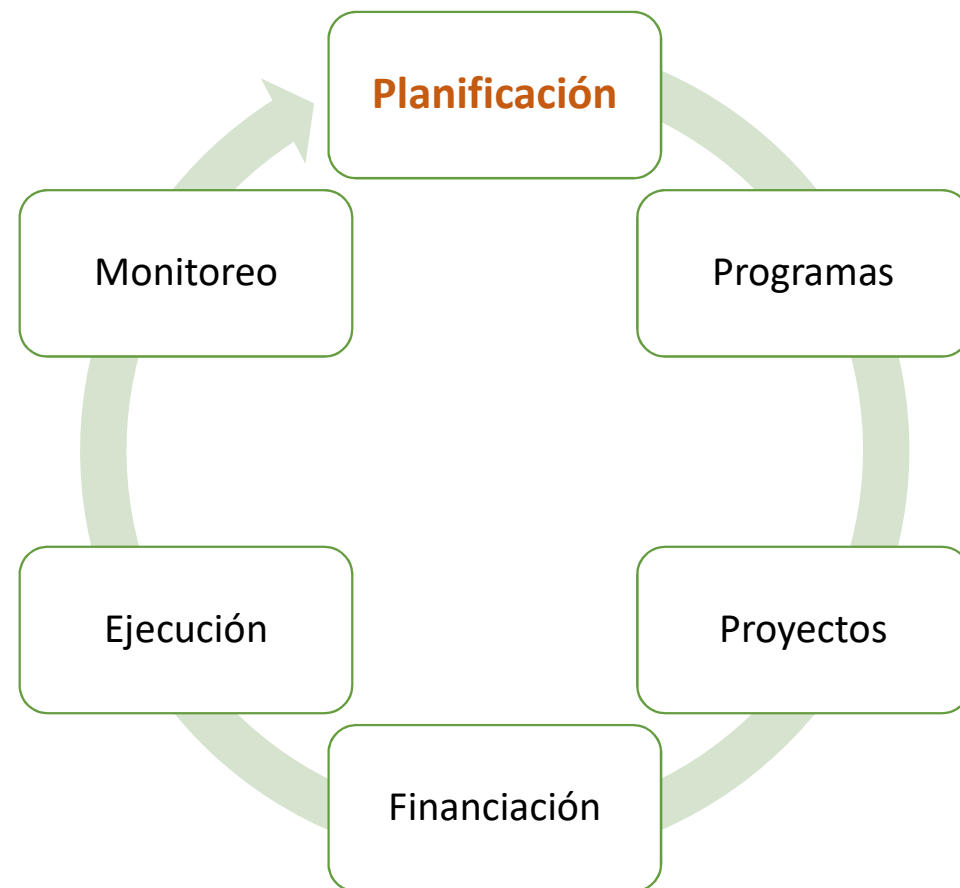 Planificación
Programas
Proyectos
Financiación
Ejecución
Monitoreo